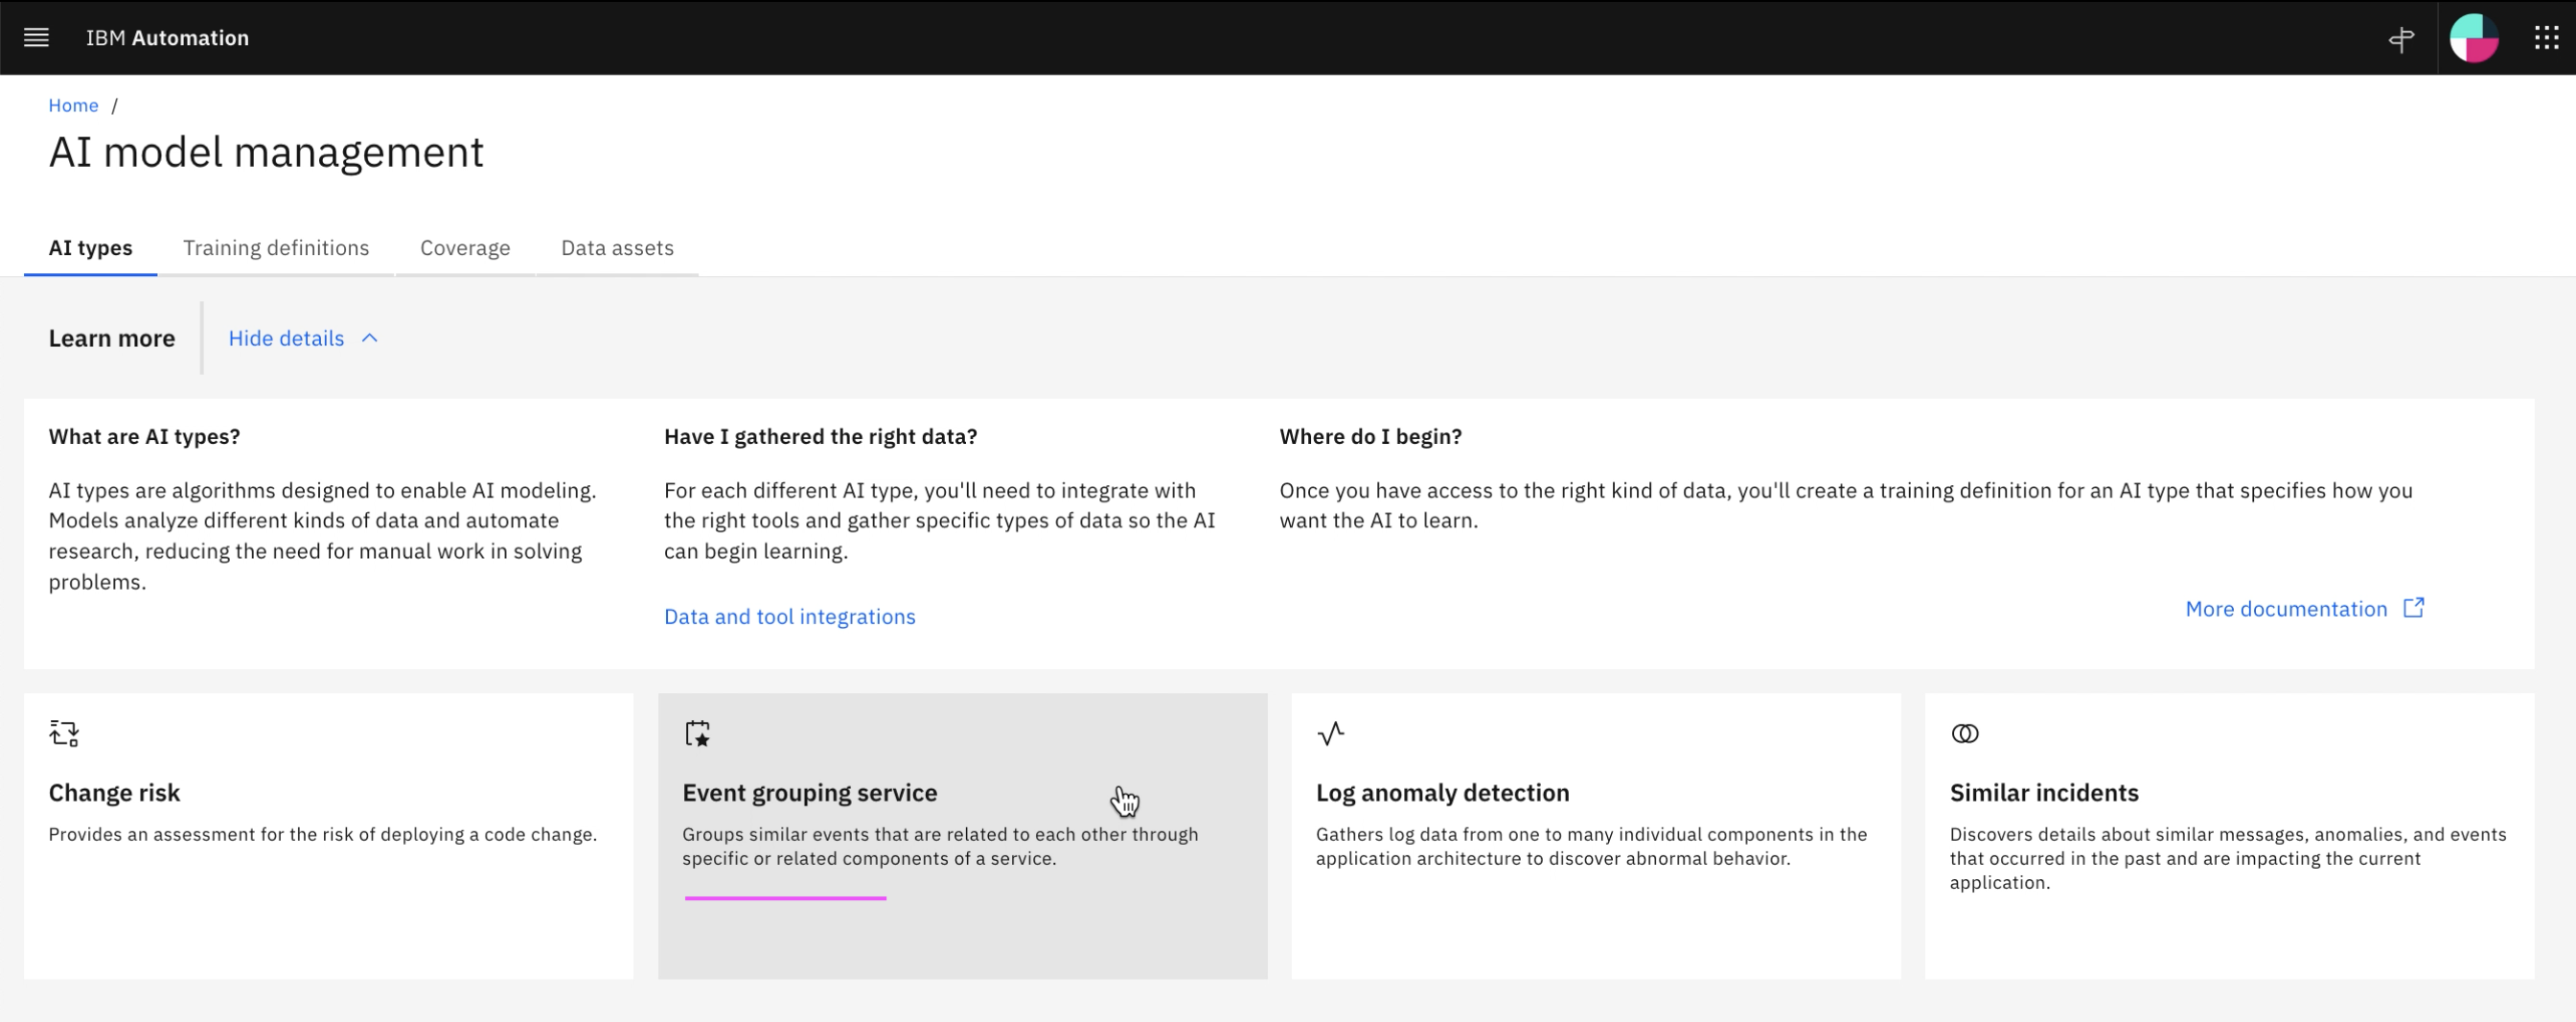 IBM Automation
Home /
AI model management
AI types
Training definitions
Coverage
Data assets
Learn more
Hide details
What are AI types?
AI types are algorithms designed to enable AI modeling.
Models analyze different kinds of data and automate
research, reducing the need for manual work in solving
problems.
Have I gathered the right data?
For each different AI type, you'll need to integrate with
the right tools and gather specific types of data so the AI
can begin learning.
Data and tool integrations
Where do I begin?
Once you have access to the right kind of data, you'll create a training definition for an AI type that specifies how you
want the AI to learn.
More documentation
Change risk
Provides an assessment for the risk of deploying a code change.
Event grouping service
Groups similar events that are related to each other through
specific or related components of a service.
Log anomaly detection
Gathers log data from one to many individual components in the
application architecture to discover abnormal behavior.
Similar incidents
Discovers details about similar messages, anomalies, and events
that occurred in the past and are impacting the current
application.